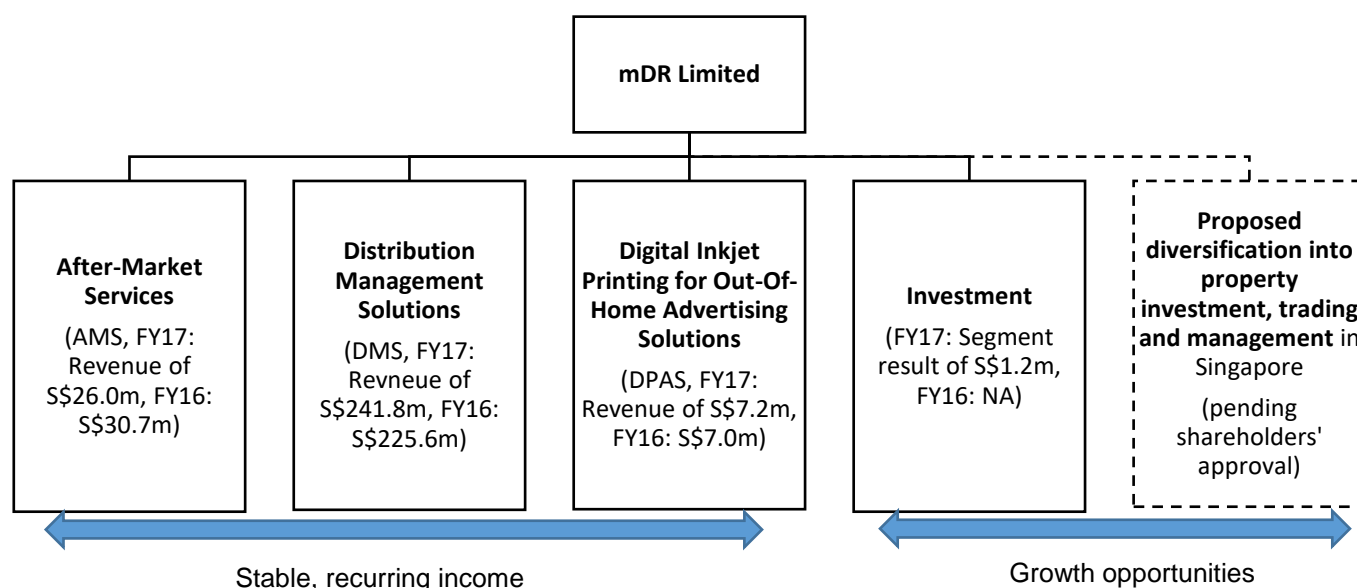 mDR Limited
After-Market
Services
(AMS, FY17:
Revenue of
S$26.0m, FY16:
S$30.7m)
Distribution
Management
Solutions
(DMS, FY17:
Revneue of
S$241.8m, FY16:
S$225.6m)
Digital Inkjet
Printing for Out-Of-
Home Advertising
Solutions
(DPAS, FY17:
Revenue of S$7.2m,
FY16: S$7.0m)
Investment
(FY17: Segment
result of S$1.2m,
FY16: NA)
Proposed
diversification into
property
investment, trading
and management in
Singapore
(pending
shareholders'
approval)
Stable, recurring income
Growth opportunities